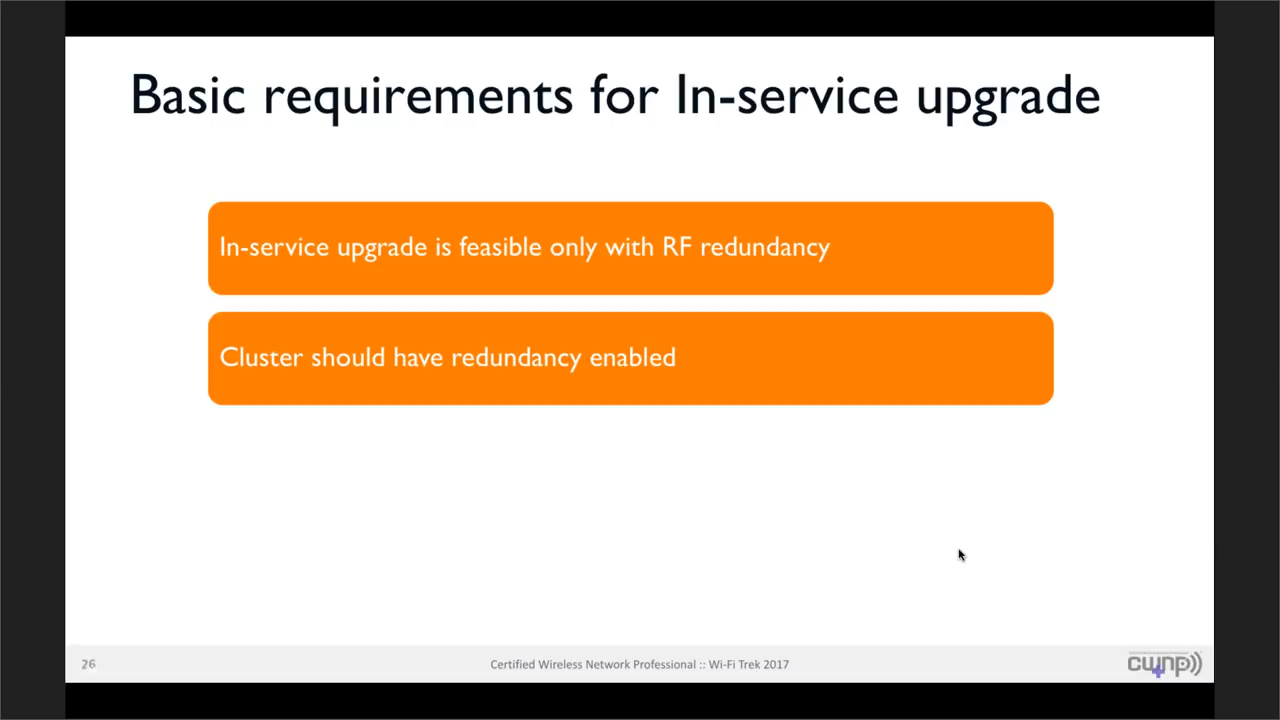 Basic requirements for In-service upgrade
In-service upgrade is feasible only with RF redundancy
Cluster should have redundancy enabled
26
Certified Wireless Network Professional :: Wi-Fi Trek 2017
cwnp